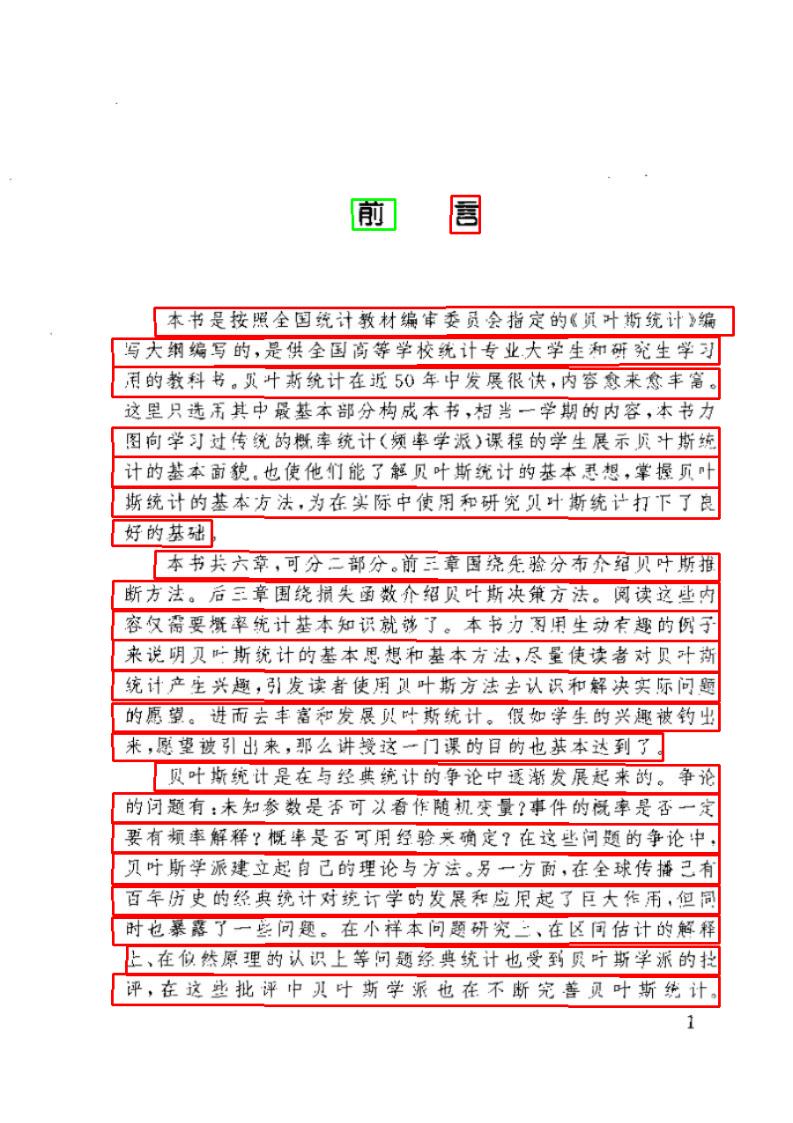 前 言
本书是按照全国统计教材编审委员会指定的《贝叶斯统计》编
写大纲编写的，是供全国高等学校统计专业大学生和研究生学习
用的教科书。贝叶斯统计在近50年中发展很快，内容愈来愈丰富。
这里只选用其中最基本部分构成本书，相当一学期的内容，本书力
图向学习过传统的概率统计(频率学派)课程的学生展示贝叶斯统
计的基本面貌。也使他们能了解贝叶斯统计的基本思想，掌握贝叶
斯统计的基本方法，为在实际中使用和研究贝叶斯统计打下了良
好的基础。
本书共六章，可分二部分。前三章围绕先验分布介绍贝叶斯推
断方法。后三章围绕损失函数介绍贝叶斯决策方法。阅读这些内
容仅需要概率统计基本知识就够了。本书力图用生动有趣的例子
来说明贝叶斯统计的基本思想和基本方法，尽量使读者对贝叶斯
统计产生兴趣，引发读者使用贝叶斯方法去认识和解决实际问题
的愿望。进而去丰富和发展贝叶斯统计。假如学生的兴趣被钓出
来，愿望被引出来，那么讲授这一门课的目的也基本达到了。
贝叶斯统计是在与经典统计的争论中逐渐发展起来的。争论
的问题有：未知参数是否可以看作随机变量？事件的概率是否一定
要有频率解释？概率是否可用经验来确定？在这些问题的争论中，
贝叶斯学派建立起自己的理论与方法。另一方面，在全球传播已有
百年历史的经典统计对统计学的发展和应用起了巨大作用，但同
时也暴露了一些问题。在小样本问题研究上、在区间估计的解释
上、在似然原理的认识上等问题经典统计也受到贝叶斯学派的批
评，在这些批评中贝叶斯学派也在不断完善贝叶斯统计。
1